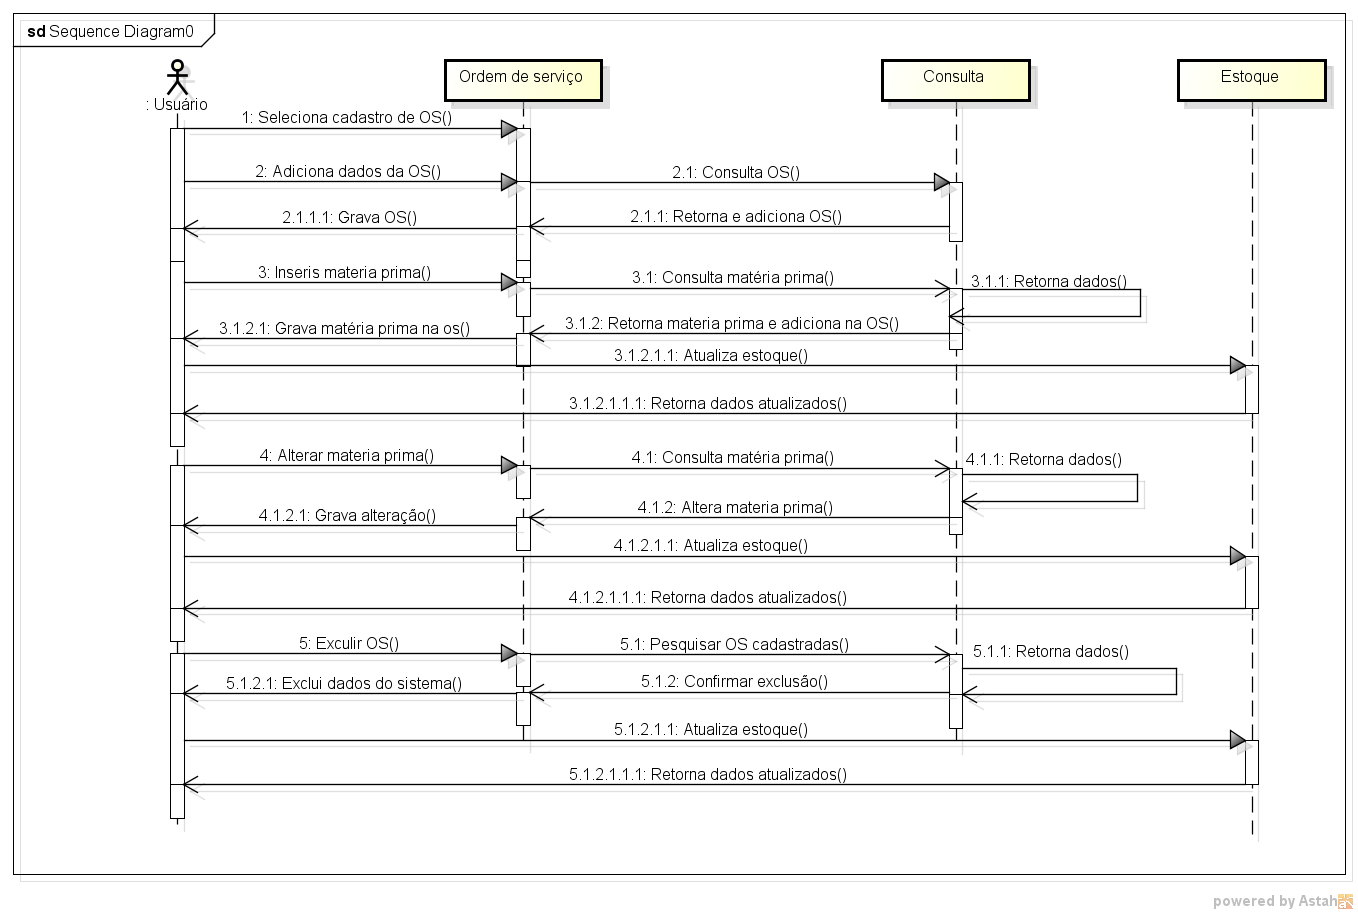 sd Sequence Diagram0
: Usuário
Ordem de serviço
Consulta
Estoque
1: Seleciona cadastro de OS()
2: Adiciona dados da OS()
2.1: Consulta OS()
2.1.1: Retorna e adiciona OS()
2.1.1.1: Grava OS()
3: Inseris materia prima()
3.1: Consulta matéria prima()
3.1.1: Retorna dados()
3.1.2: Retorna materia prima e adiciona na OS()
3.1.2.1: Grava matéria prima na os()
3.1.2.1.1: Atualiza estoque()
3.1.2.1.1.1: Retorna dados atualizados()
4: Alterar materia prima()
4.1: Consulta matéria prima()
4.1.1: Retorna dados()
4.1.2: Altera materia prima()
4.1.2.1: Grava alteração()
4.1.2.1.1: Atualiza estoque()
4.1.2.1.1.1: Retorna dados atualizados()
5: Exculir OS()
5.1: Pesquisar OS cadastradas()
5.1.1: Retorna dados()
5.1.2: Confirmar exclusão()
5.1.2.1: Exclui dados do sistema()
5.1.2.1.1: Atualiza estoque()
5.1.2.1.1.1: Retorna dados atualizados()
powered by Astah